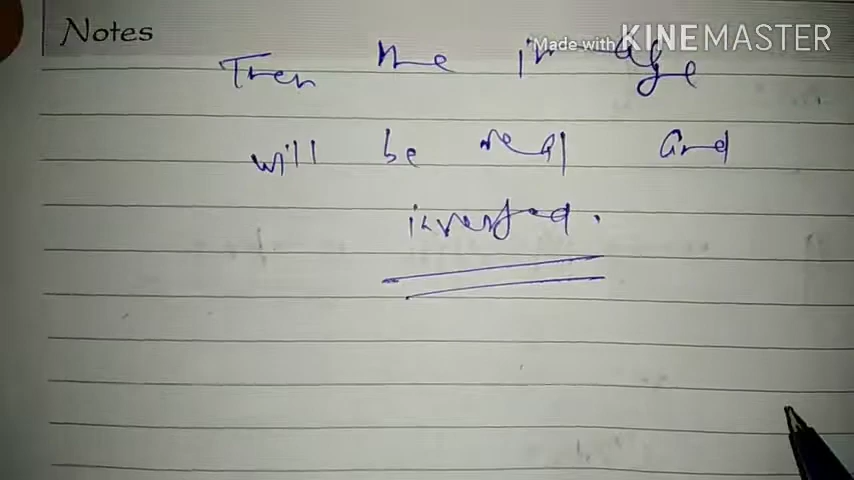 Notes
Made with KINEMASTER
Then the image
will be real and
inverted.